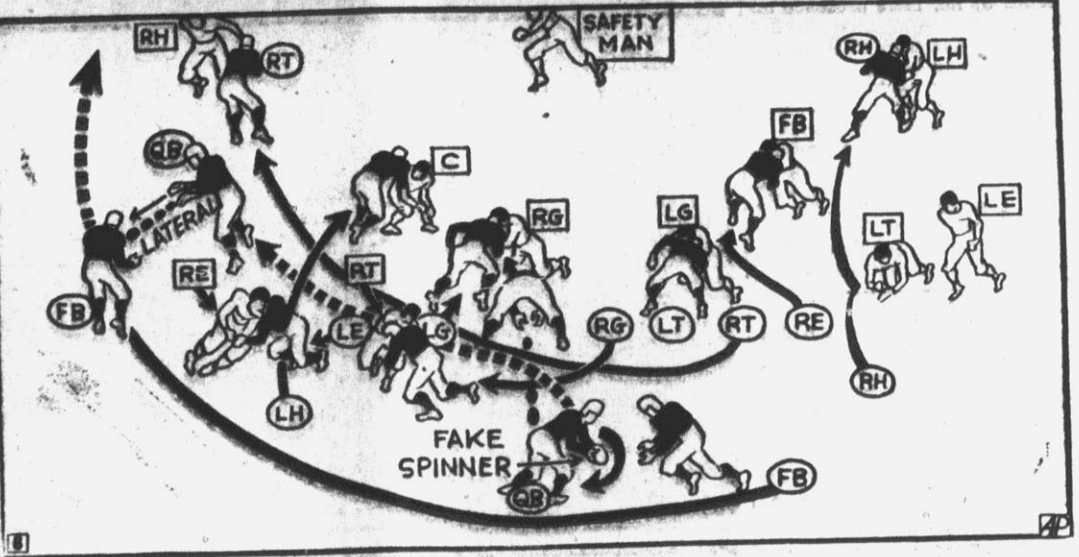 RH
RT
SAFETY
MAN
RH
LH
QB
C
FB
LATERAL
RG
LG
LE
LT
RE
RT
FB
LE
LG
RG
LT
RT
RE
RH
LH
FAKE
SPINNER
QB
FB
8
AP